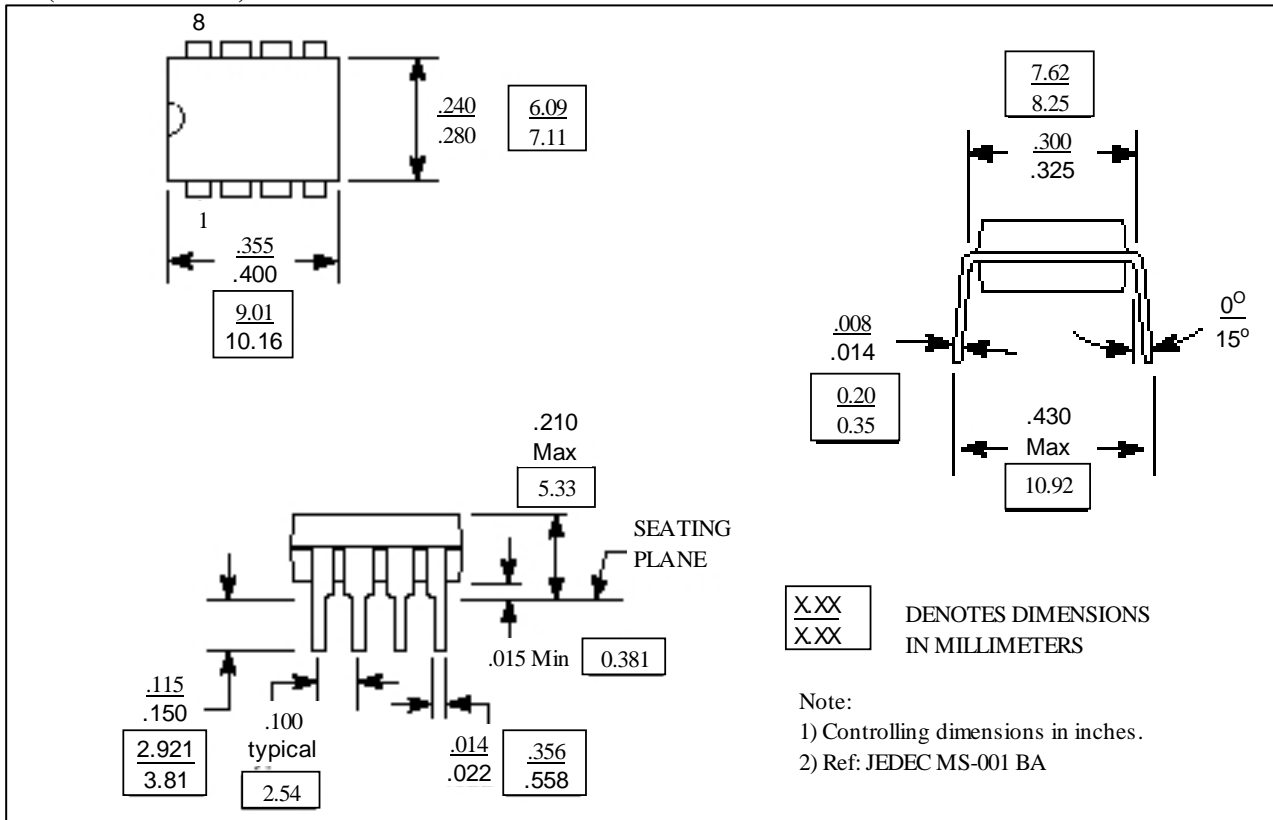 8
.240
.280
6.09
7.11
1
.355
.400
9.01
10.16
7.62
8.25
.300
.325
.008
.014
0.20
0.35
0O
15o
.430
Max
10.92
.210
Max
5.33
SEATING
PLANE
.015 Min 0.381
.115
.150
2.921
3.81
.100
typical
2.54
.014
.022
.356
.558
X.XX
X.XX
DENOTES DIMENSIONS
IN MILLIMETERS
Note:
1) Controlling dimensions in inches.
2) Ref: JEDEC MS-001 BA